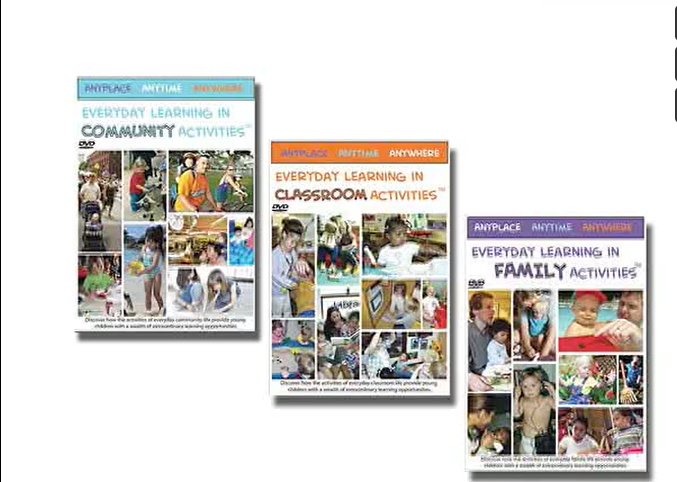 ANYPLACE ANYTIME ANYWHERE
EVERYDAY LEARNING IN
COMMUNITY ACTIVITIES™
DVD
Discover how the activities of everyday community life provide young
children with a wealth of extraordinary learning opportunities.
ANYPLACE ANYTIME ANYWHERE
EVERYDAY LEARNING IN
CLASSROOM ACTIVITIES™
DVD
Discover how the activities of everyday classroom life provide young
children with a wealth of extraordinary learning opportunities.
ANYPLACE ANYTIME ANYWHERE
EVERYDAY LEARNING IN
FAMILY ACTIVITIES™
DVD
Discover how the activities of everyday family life provide young
children with a wealth of extraordinary learning opportunities.